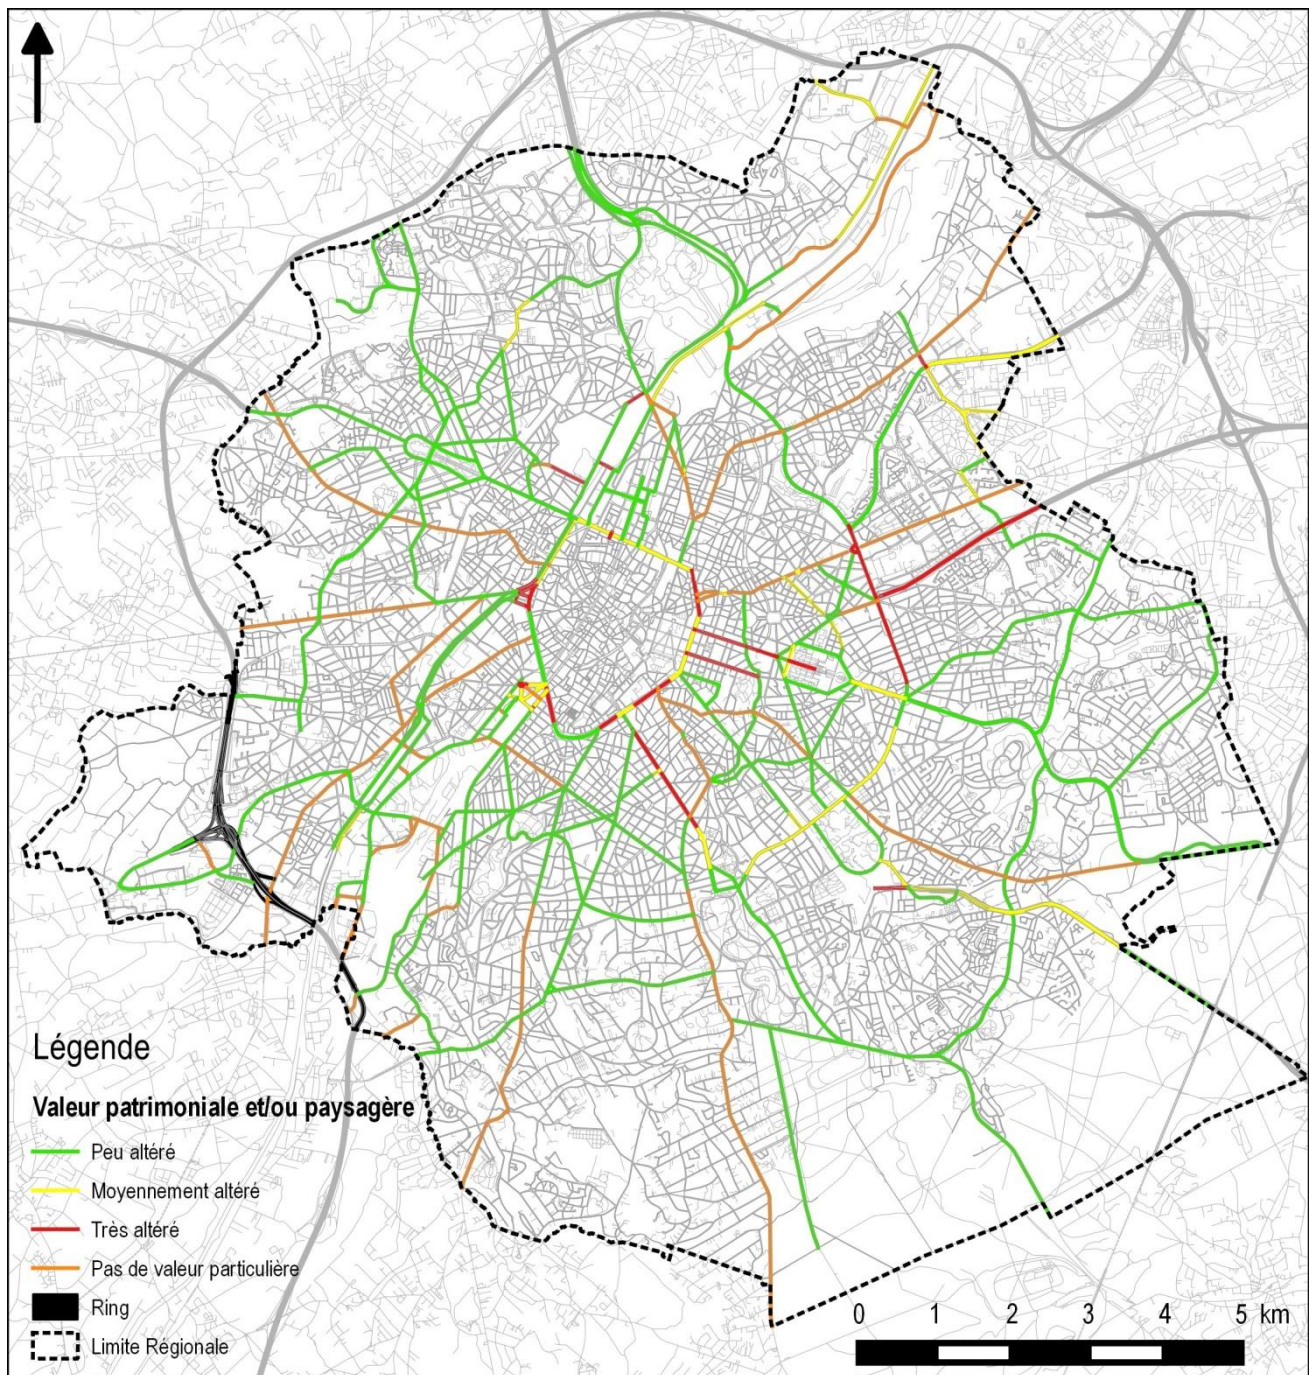 Légende
Valeur patrimoniale et/ou paysagère
Peu altéré
Moyennement altéré
Très altéré
Pas de valeur particulière
Ring
Limite Régionale
0 1 2 3 4 5 km